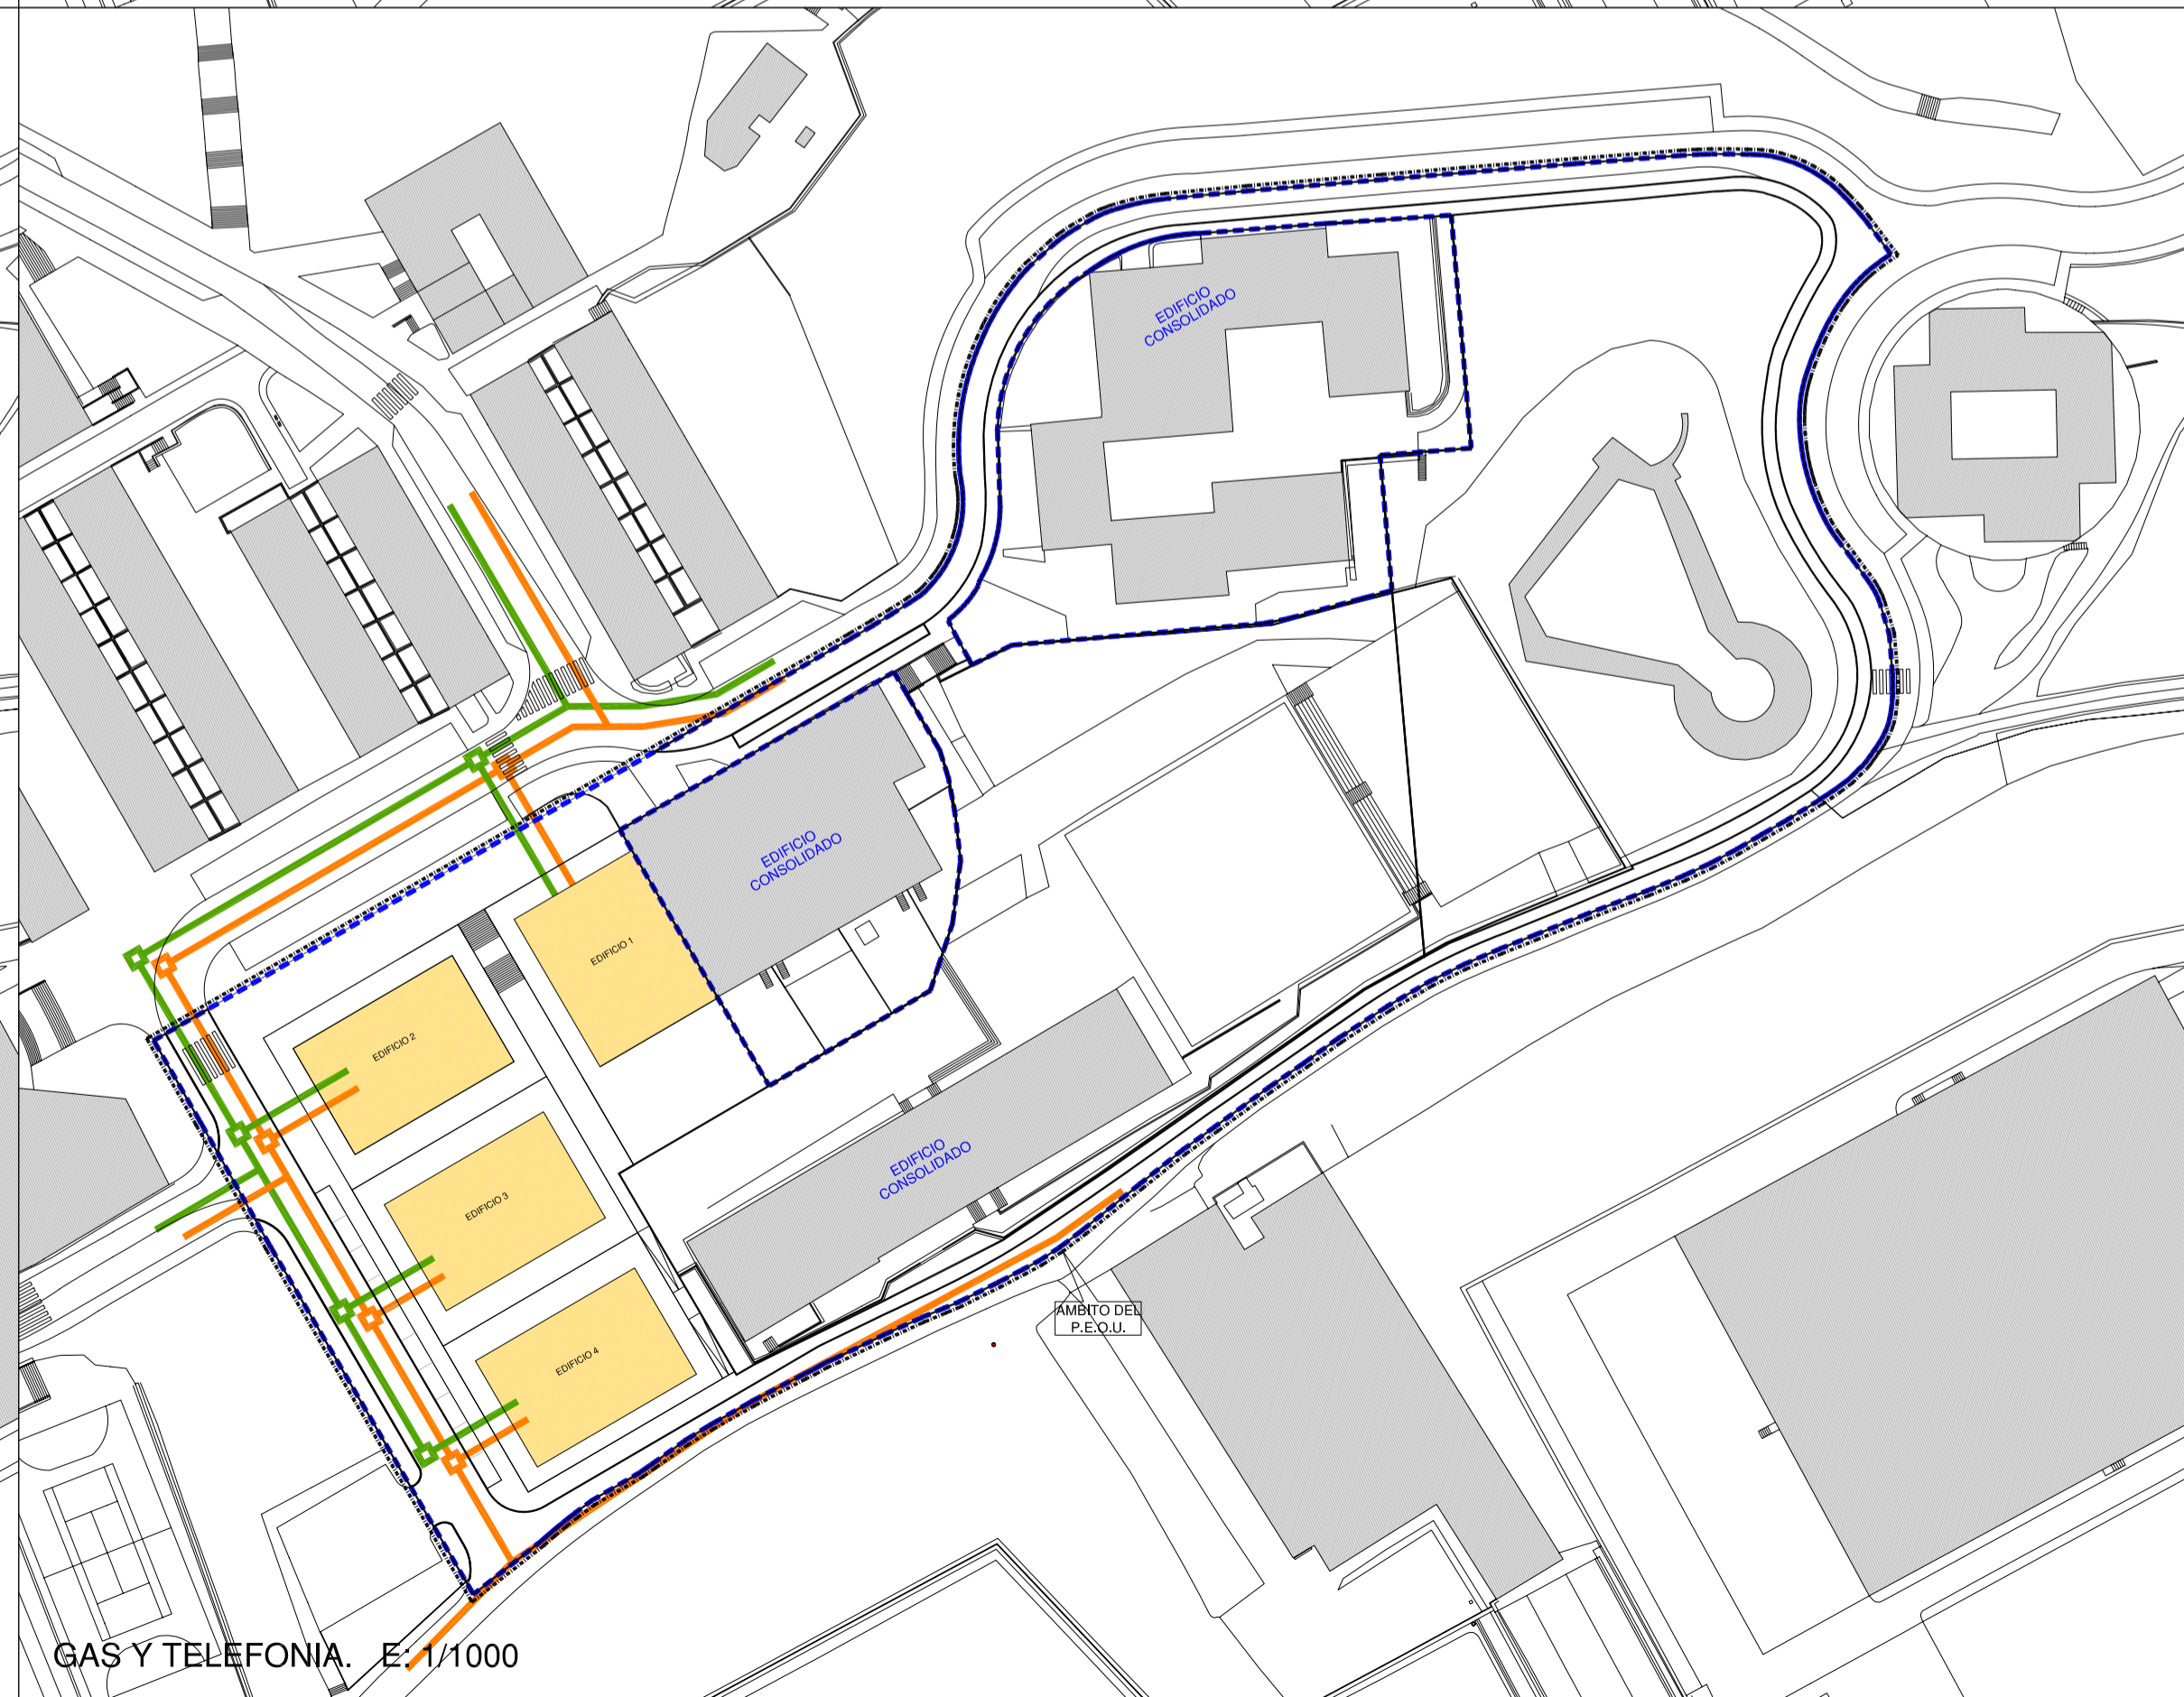 EDIFICIO
CONSOLIDADO
EDIFICIO
CONSOLIDADO
EDIFICIO 1
EDIFICIO 2
EDIFICIO
CONSOLIDADO
EDIFICIO 3
AMBITO DEL
P.E.O.U.
EDIFICIO 4
GAS Y TELEFONIA. E: 1/1000